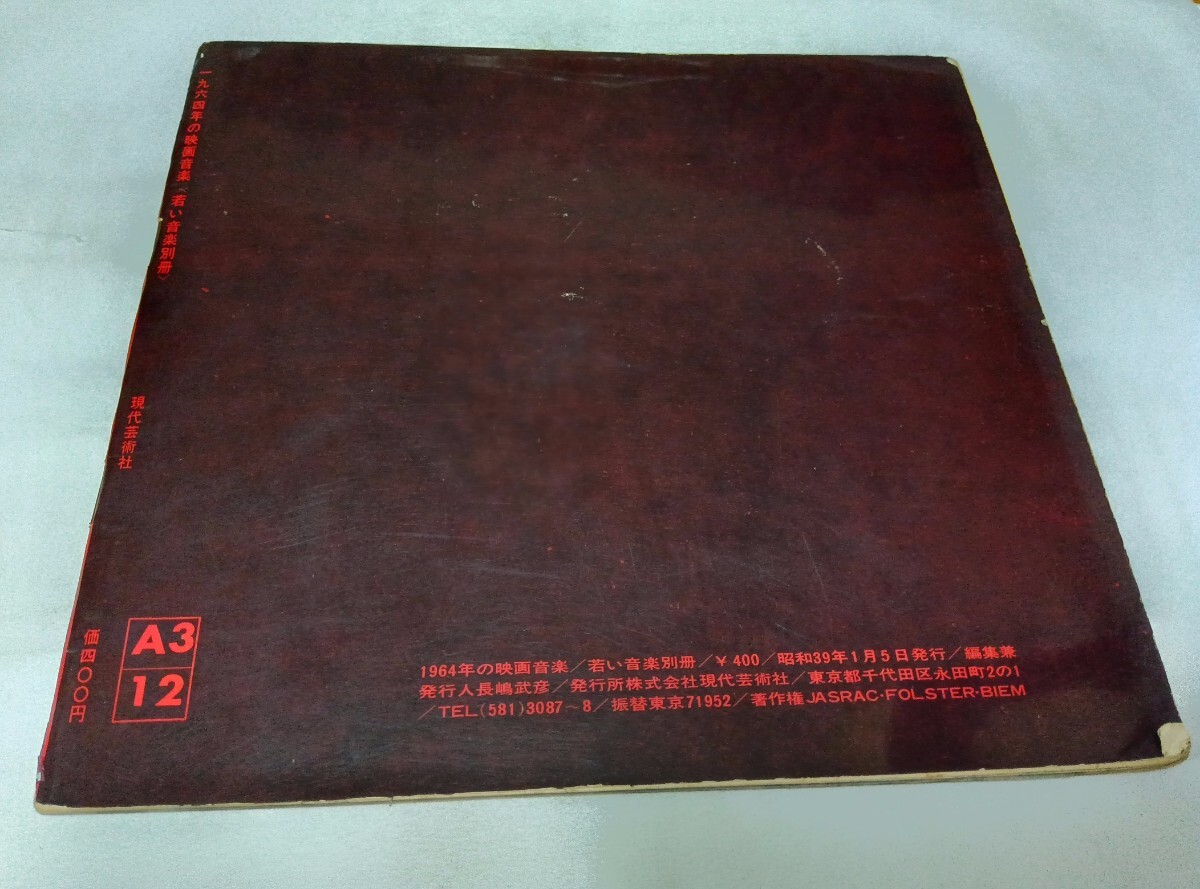 一九六四年の映画音楽〈若い音楽別冊〉
現代芸術社
価四〇〇円
A3
12
1964年の映画音楽／若い音楽別冊／¥400／昭和39年1月5日発行／編集兼
発行人長嶋武彦／発行所株式会社現代芸術社／東京都千代田区永田町2の1
／TEL(581)3087〜8／振替東京71952／著作権JASRAC・FOLSTER・BIEM